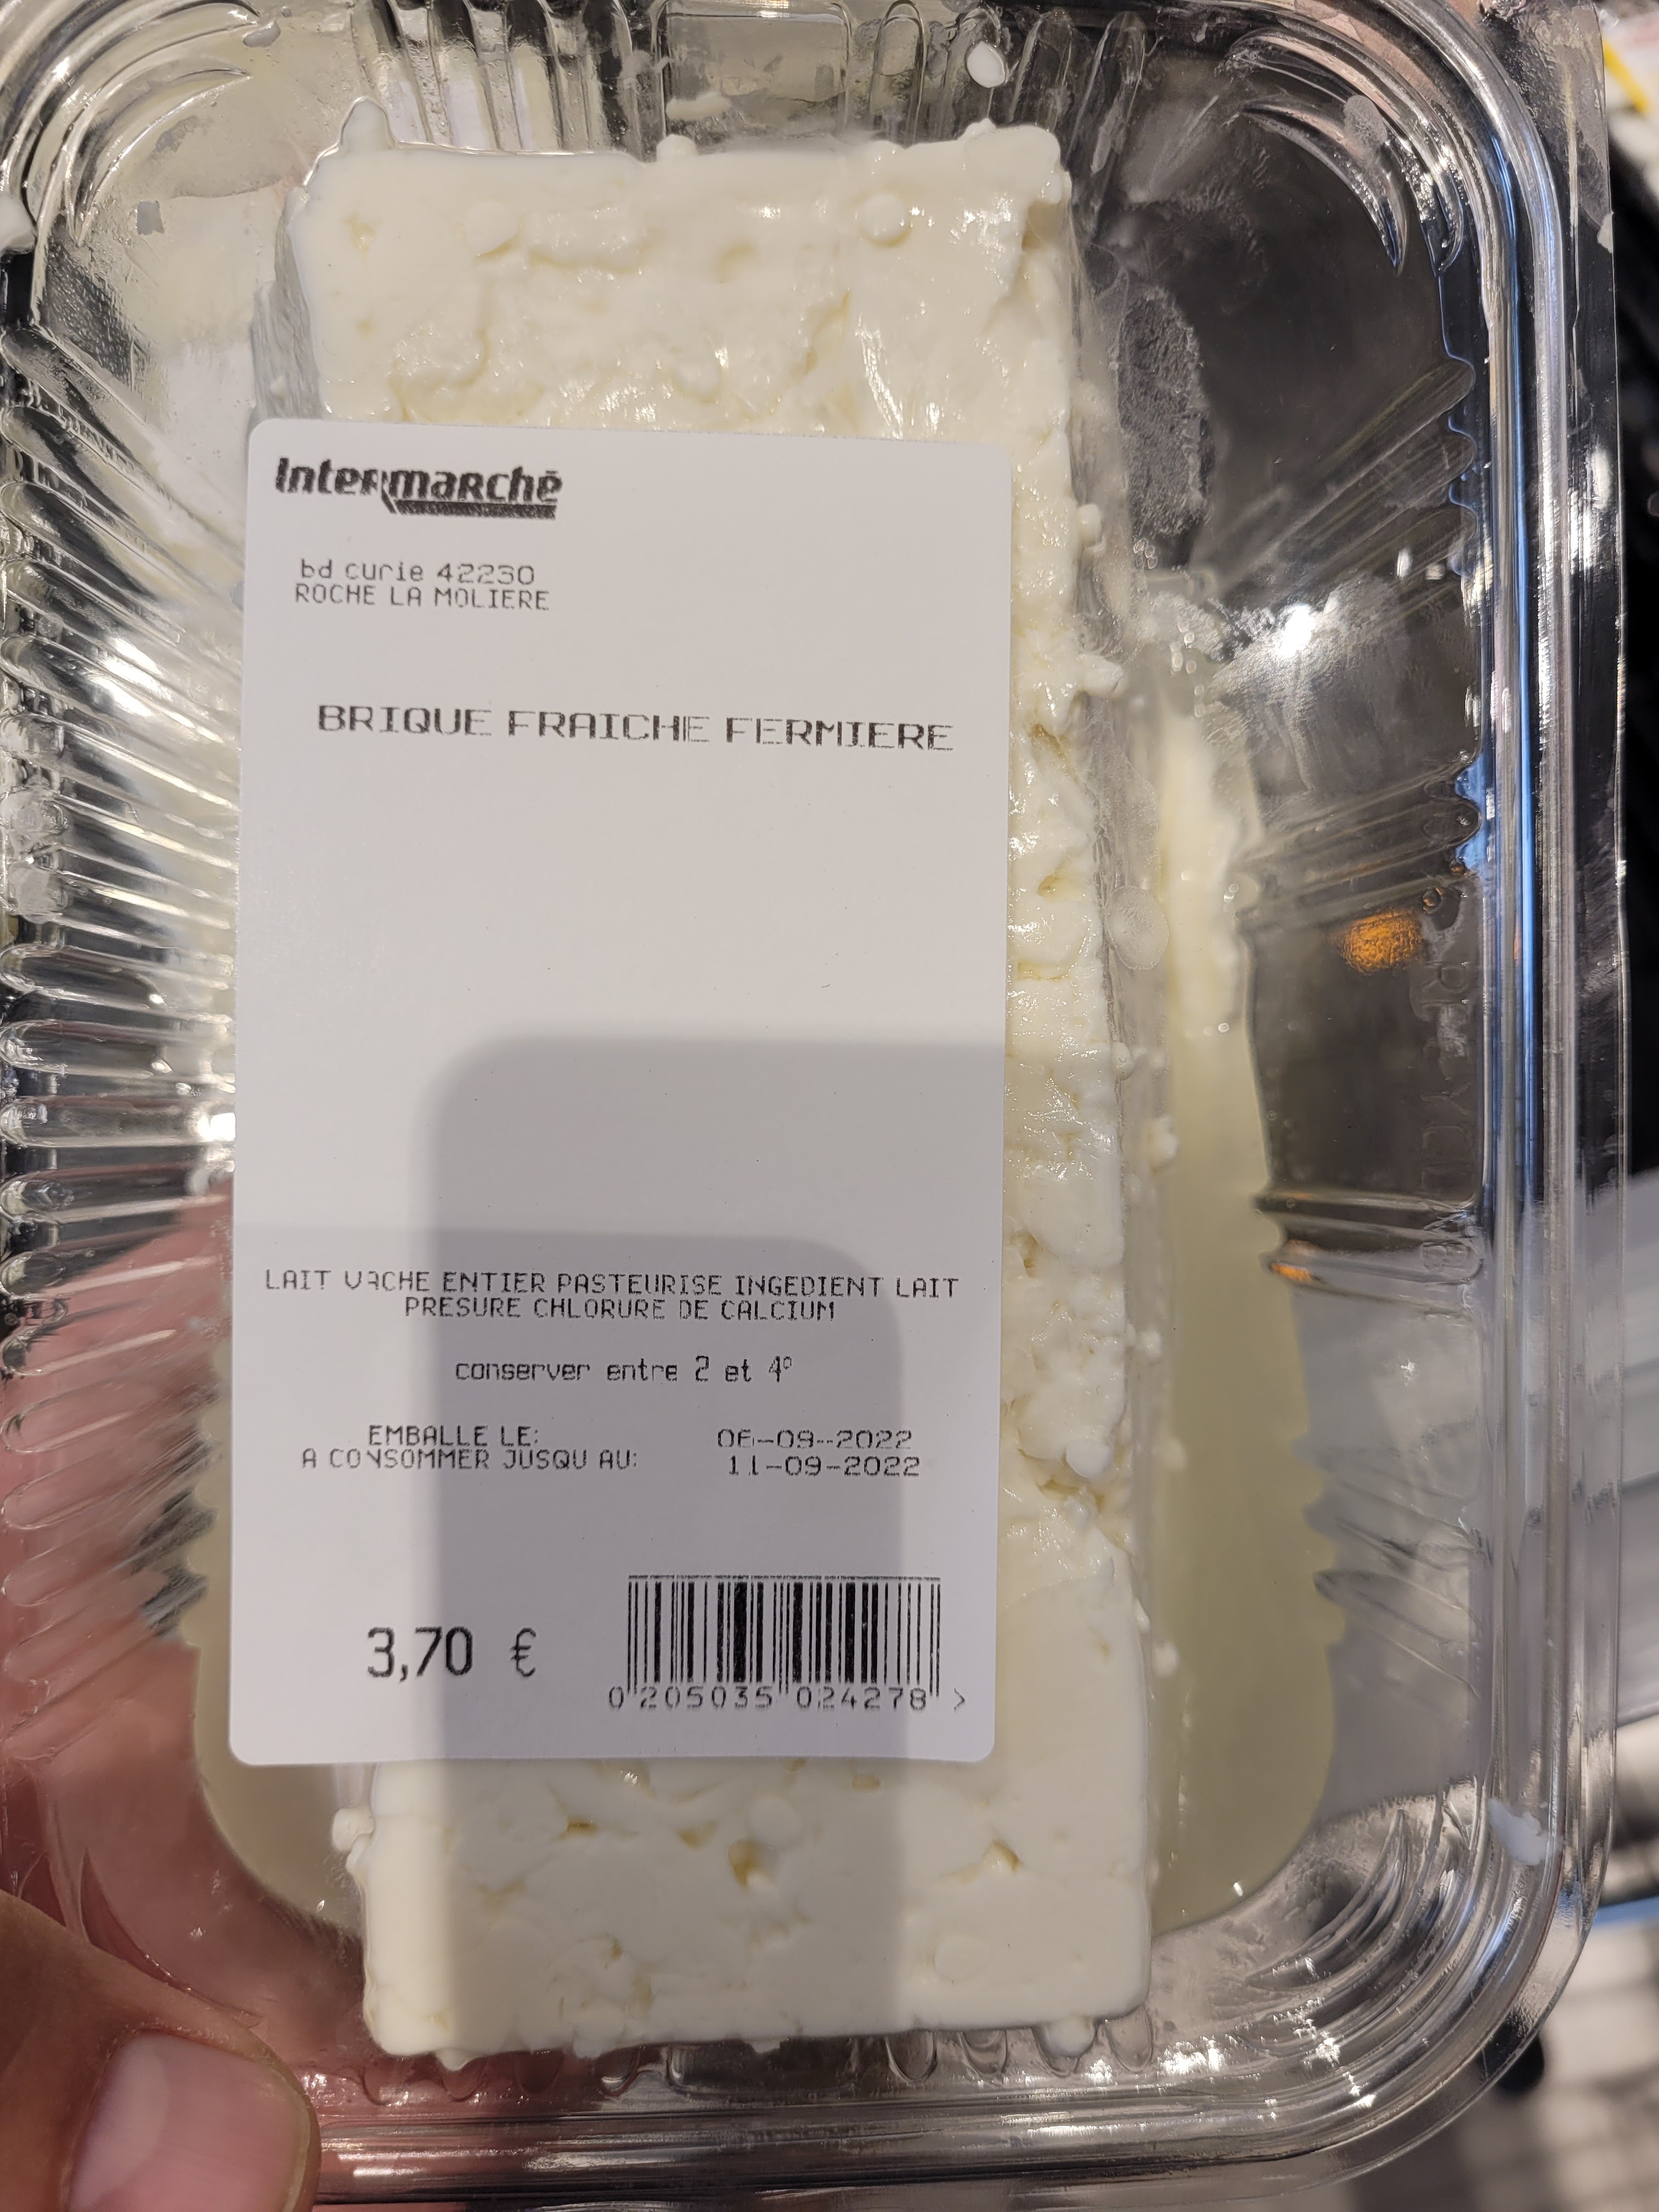 Intermarchē
bd curie 42230
ROCHE LA MOLIERE
BRIQUE FRAICHE FERMIERE
LAIT VACHE ENTIER PASTEURISE INGEDIENT LAIT
PRESURE CHLORURE DE CALCIUM
conserver entre 2 et 4°
EMBALLE LE: 06-09-2022
A CONSOMMER JUSQU AU: 11-09-2022
3,70 €
0 205035 024278 >